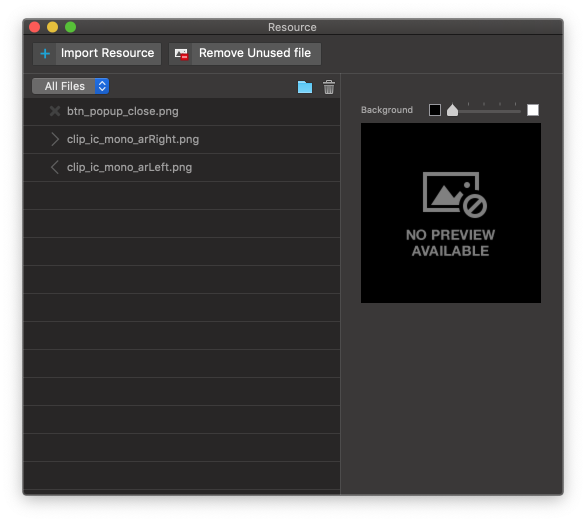 Resource
Import Resource
Remove Unused file
All Files
btn_popup_close.png
clip_ic_mono_arRight.png
clip_ic_mono_arLeft.png
Background
NO PREVIEW
AVAILABLE